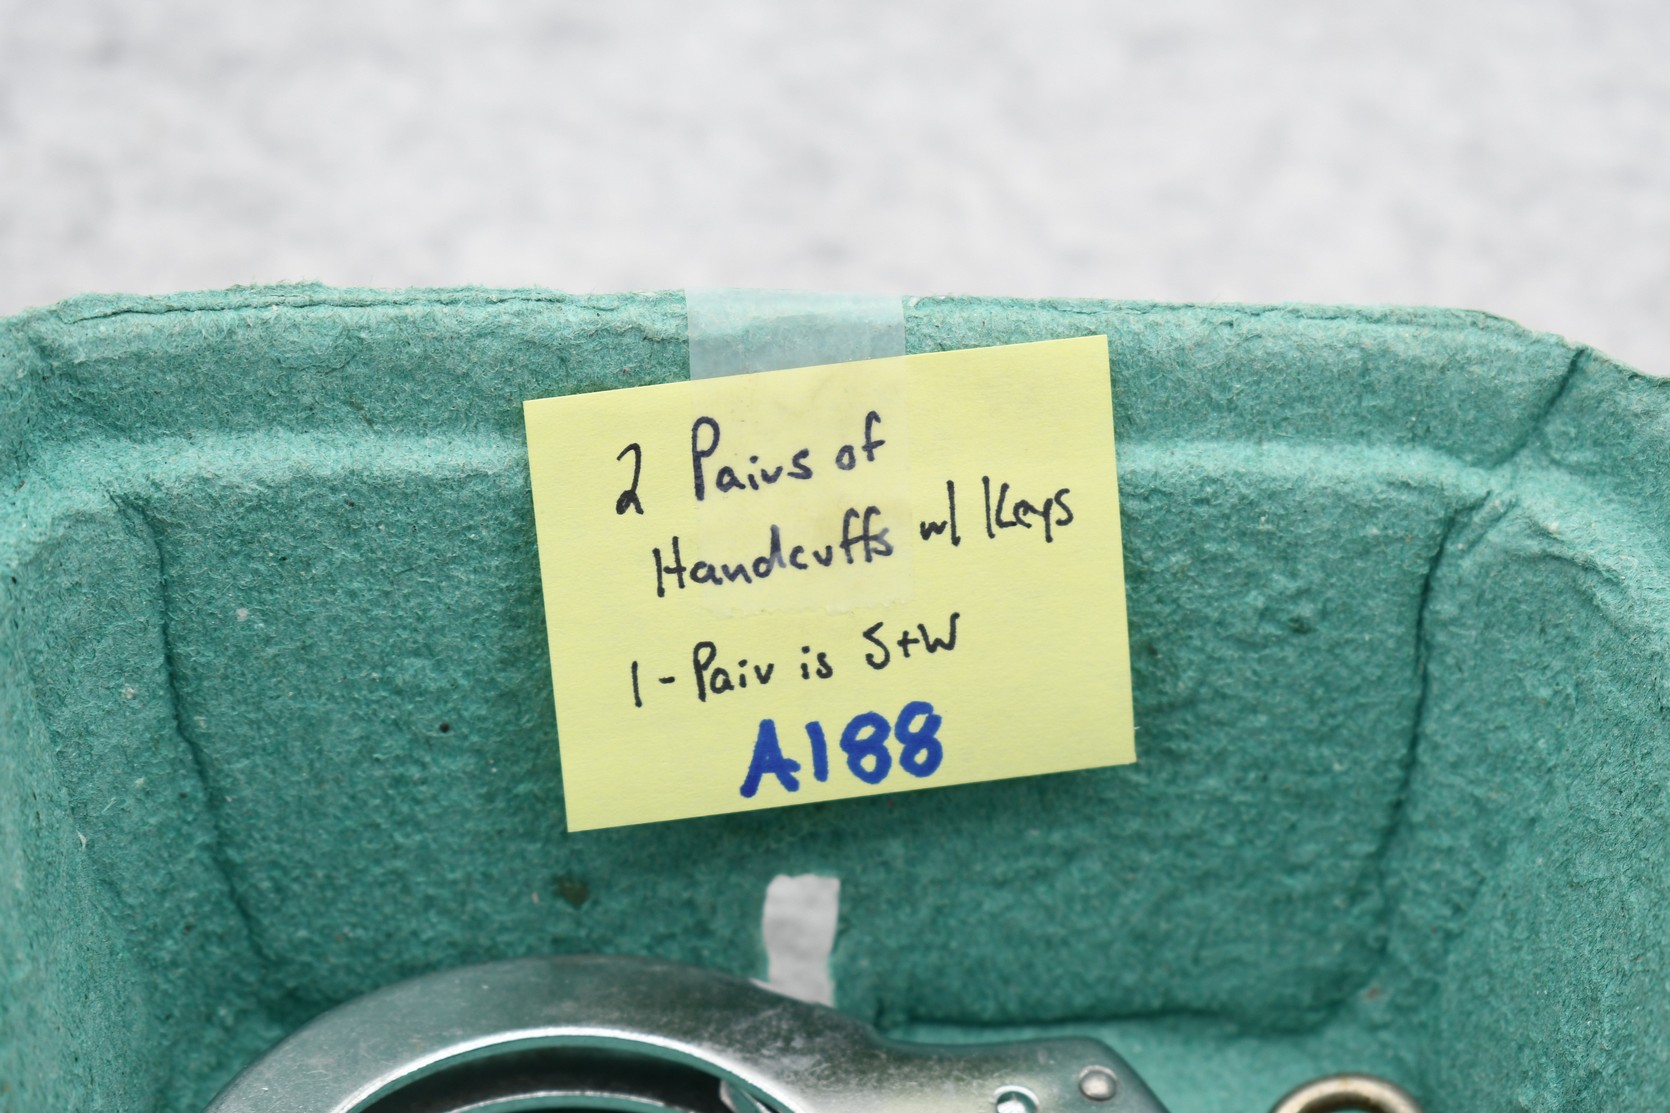 2 Pairs of
Handcuffs w/ Keys
1-Pair is S+W
A188